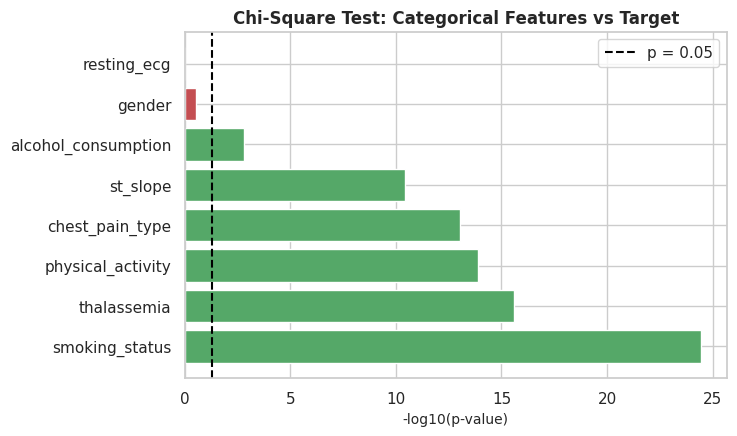 Chi-Square Test: Categorical Features vs Target
p = 0.05
resting_ecg
gender
alcohol_consumption
st_slope
chest_pain_type
physical_activity
thalassemia
smoking_status
0 5 10 15 20 25
-log10(p-value)